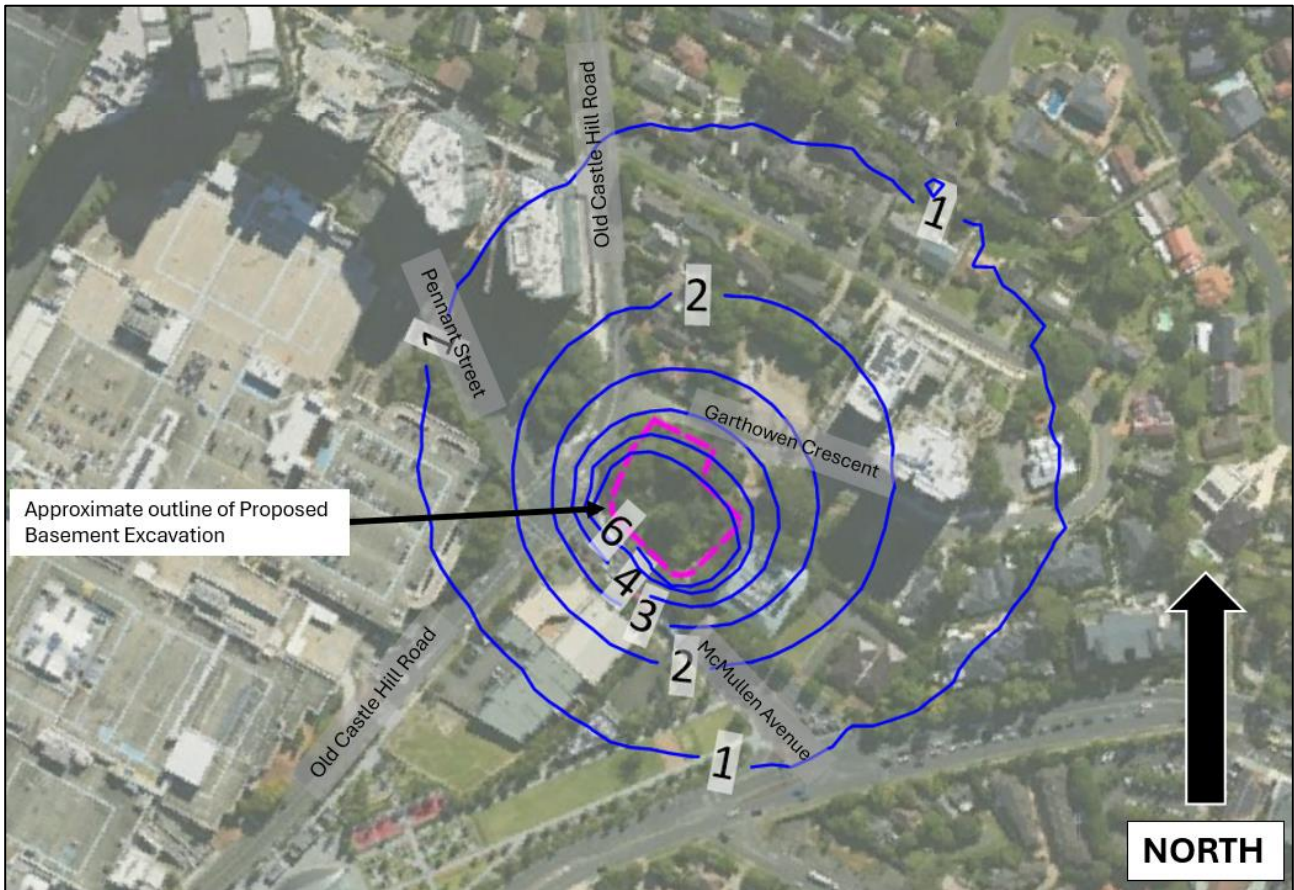 Old Castle Hill Road
1
Pennant Street
1
2
Garthowen Crescent
Approximate outline of Proposed
Basement Excavation
6
4
3
2
McMullen Avenue
Old Castle Hill Road
1
NORTH